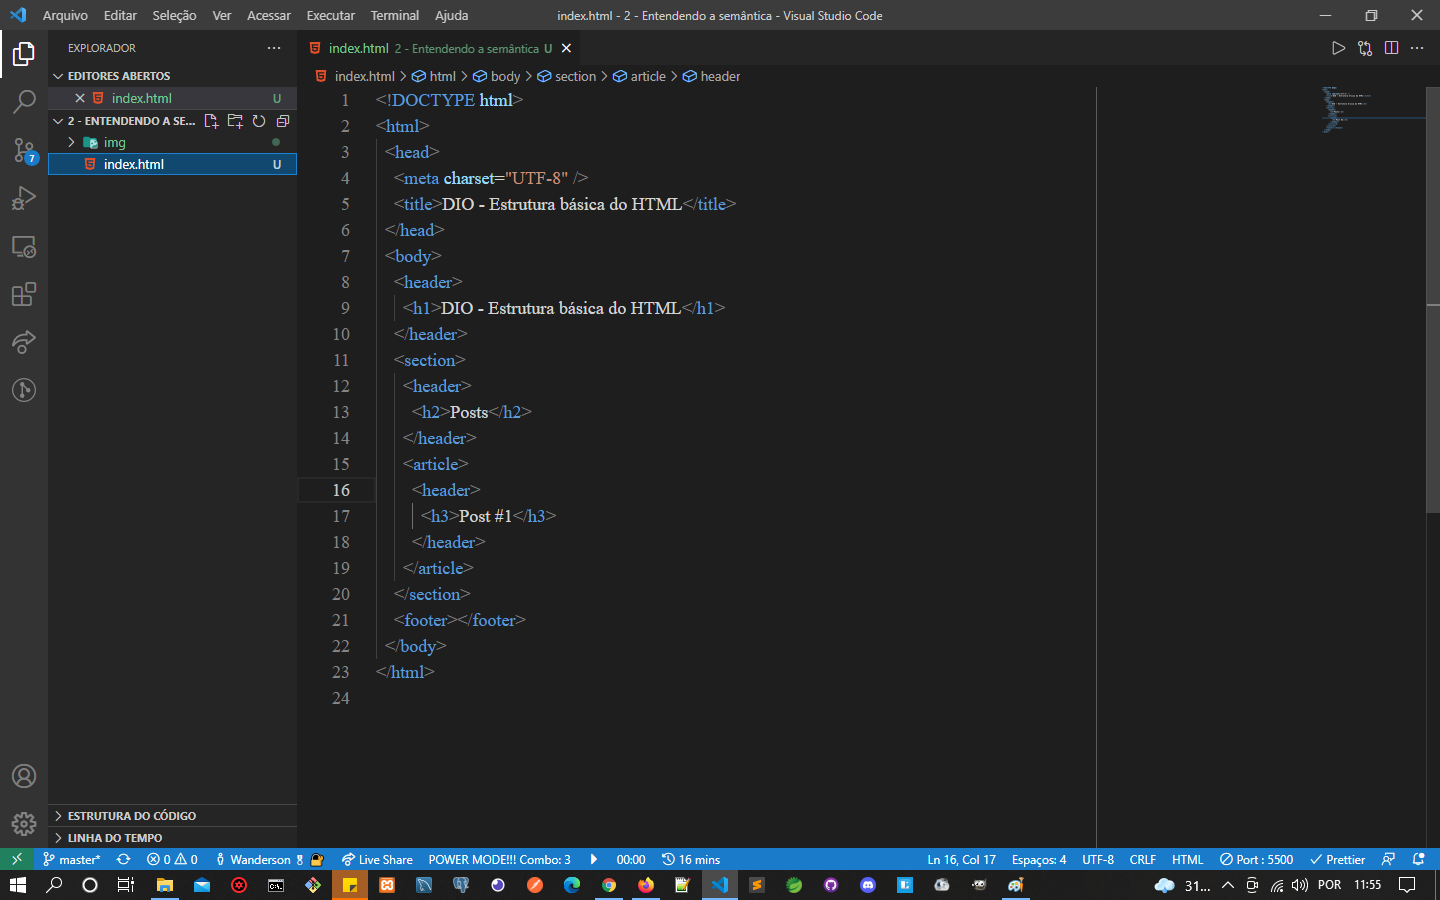 Arquivo Editar Seleção Ver Acessar Executar Terminal Ajuda index.html - 2 - Entendendo a semântica - Visual Studio Code
EXPLORADOR
index.html 2 - Entendendo a semântica U
EDITORES ABERTOS
index.html U
2 - ENTENDENDO A SE...
img
index.html U
7
index.html > html > body > section > article > header
1 <!DOCTYPE html>
2 <html>
3 <head>
4 <meta charset="UTF-8" />
5 <title>DIO - Estrutura básica do HTML</title>
6 </head>
7 <body>
8 <header>
9 <h1>DIO - Estrutura básica do HTML</h1>
10 </header>
11 <section>
12 <header>
13 <h2>Posts</h2>
14 </header>
15 <article>
16 <header>
17 <h3>Post #1</h3>
18 </header>
19 </article>
20 </section>
21 <footer></footer>
22 </body>
23 </html>
24
ESTRUTURA DO CÓDIGO
LINHA DO TEMPO
master* 0 0 Wanderson Live Share POWER MODE!!! Combo: 3 00:00 16 mins Ln 16, Col 17 Espaços: 4 UTF-8 CRLF HTML Port : 5500 Prettier
31... POR 11:55